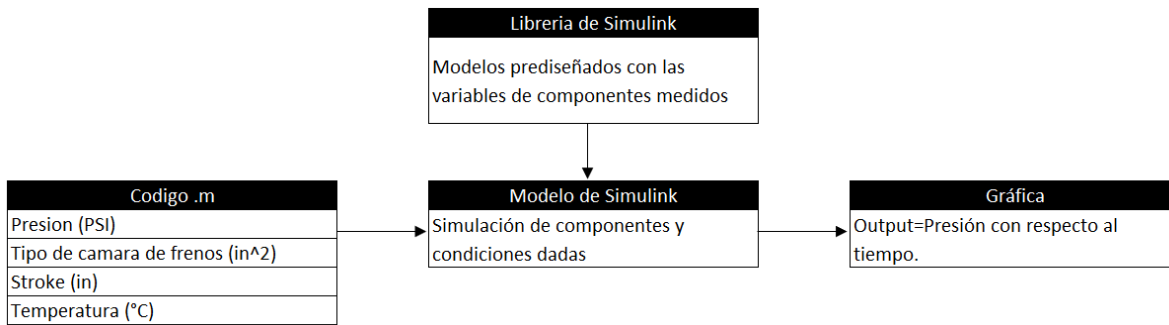 Libreria de Simulink
Modelos prediseñados con las
variables de componentes medidos
Codigo .m
Presion (PSI)
Tipo de camara de frenos (in^2)
Stroke (in)
Temperatura (°C)
Modelo de Simulink
Simulación de componentes y
condiciones dadas
Gráfica
Output=Presión con respecto al
tiempo.